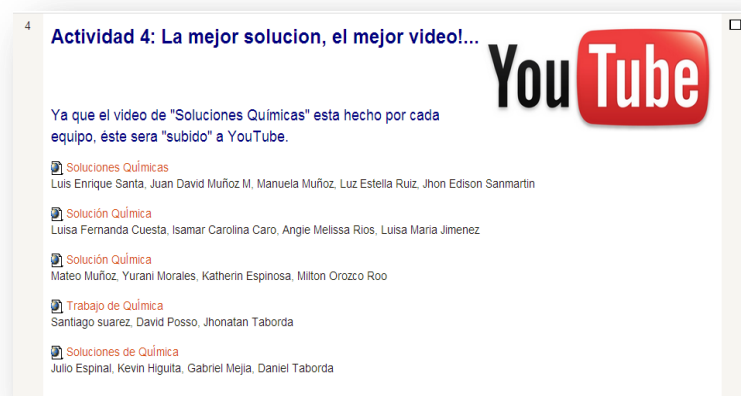 4
Actividad 4: La mejor solucion, el mejor video!...
YouTube
Ya que el video de "Soluciones Químicas" esta hecho por cada
equipo, éste sera "subido" a YouTube.
Soluciones QuÍmicas
Luis Enrique Santa, Juan David Muñoz M, Manuela Muñoz, Luz Estella Ruiz, Jhon Edison Sanmartin
Solución QuÍmica
Luisa Fernanda Cuesta, Isamar Carolina Caro, Angie Melissa Rios, Luisa Maria Jimenez
Solución QuÍmica
Mateo Muñoz, Yurani Morales, Katherin Espinosa, Milton Orozco Roo
Trabajo de QuÍmica
Santiago suarez, David Posso, Jhonatan Taborda
Soluciones de QuÍmica
Julio Espinal, Kevin Higuita, Gabriel Mejia, Daniel Taborda